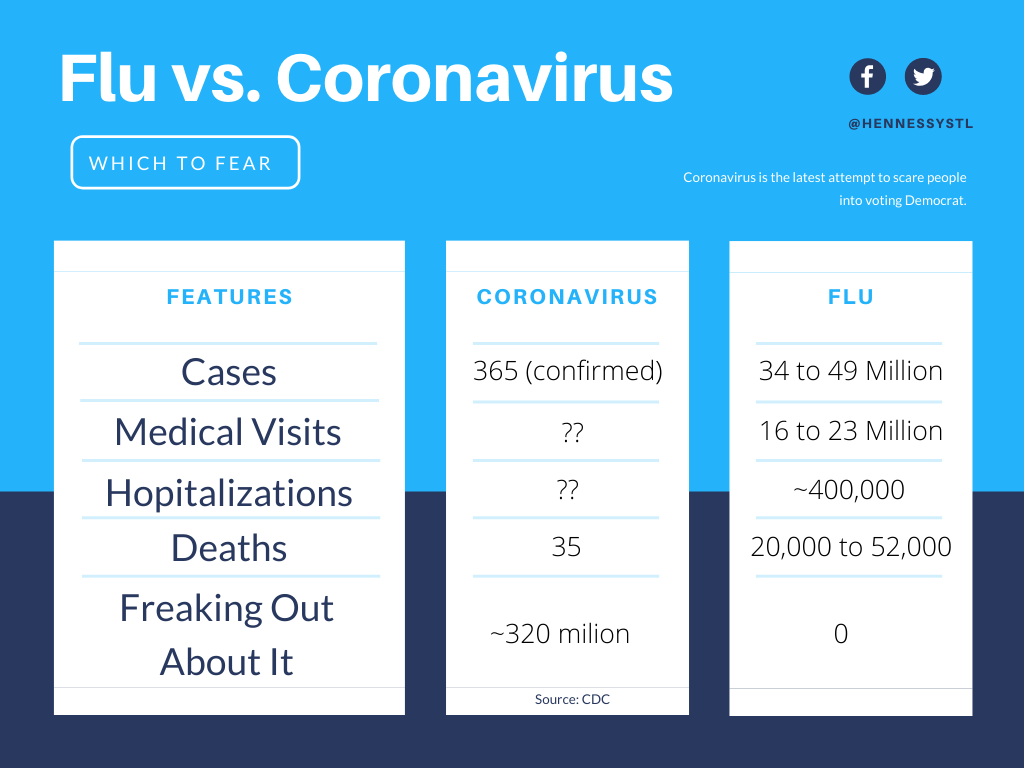 Flu vs. Coronavirus
@HENNESSYSTL
WHICH TO FEAR
Coronavirus is the latest attempt to scare people
into voting Democrat.
FEATURES CORONAVIRUS FLU
Cases 365 (confirmed) 34 to 49 Million
Medical Visits ?? 16 to 23 Million
Hopitalizations ?? ~400,000
Deaths 35 20,000 to 52,000
Freaking Out
About It ~320 milion 0
Source: CDC